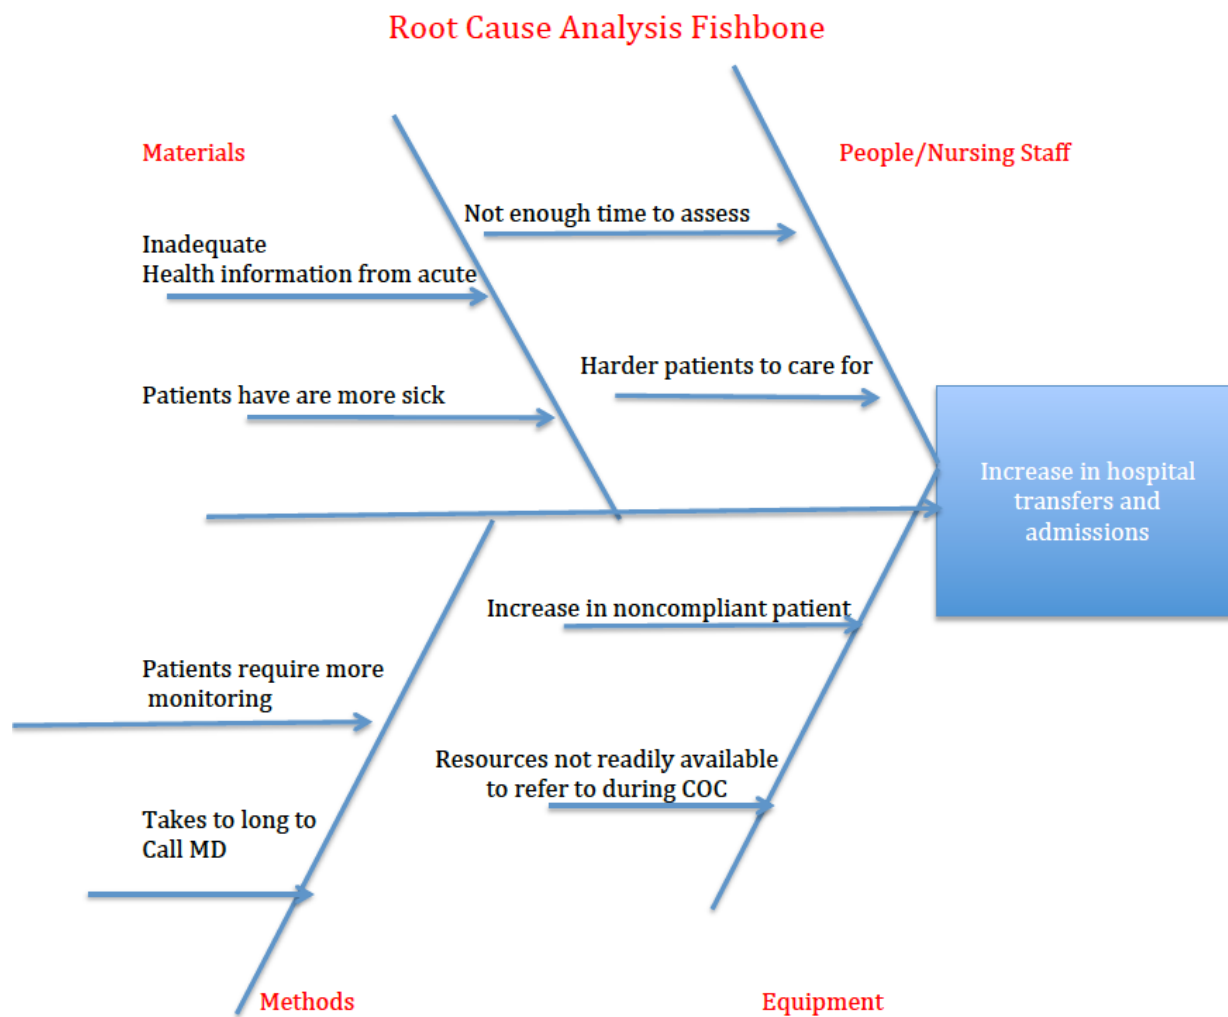 Root Cause Analysis Fishbone
Materials
People/Nursing Staff
Not enough time to assess
Inadequate
Health information from acute
Harder patients to care for
Patients have are more sick
Increase in hospital
transfers and
admissions
Increase in noncompliant patient
Patients require more
monitoring
Resources not readily available
to refer to during COC
Takes to long to
Call MD
Methods
Equipment